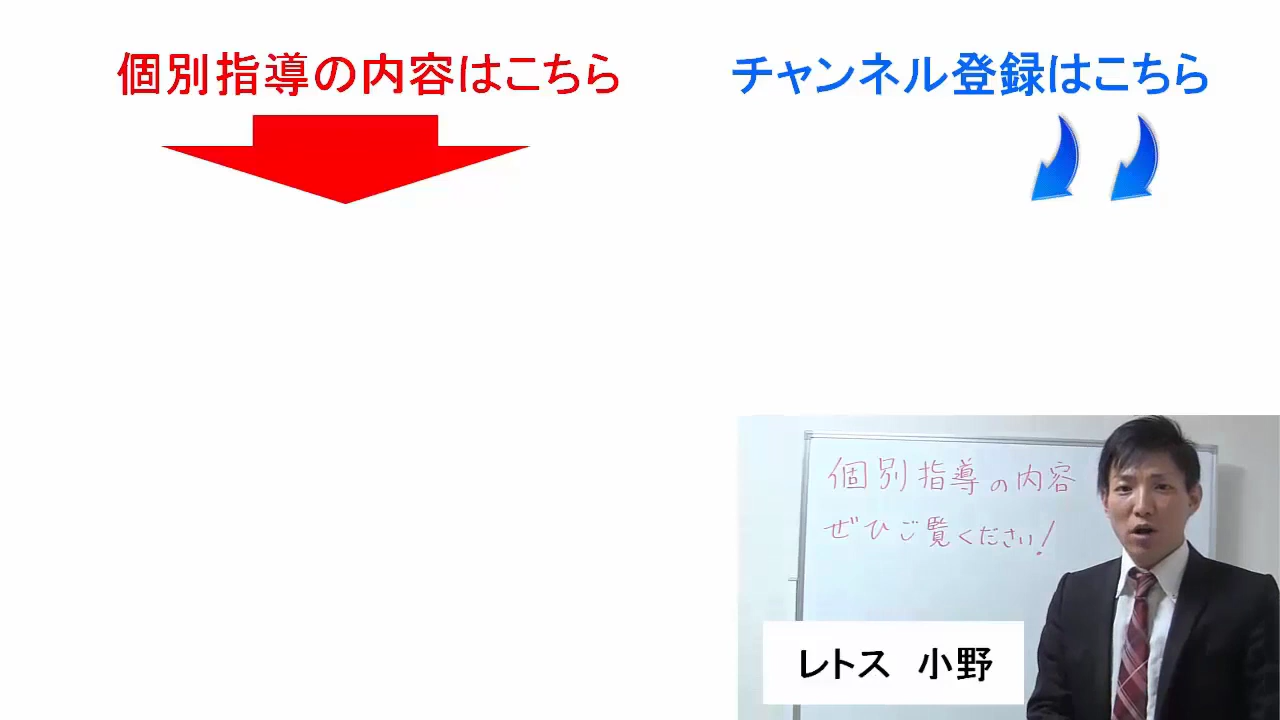 個別指導の内容はこちら
チャンネル登録はこちら
個別指導の内容
ぜひご覧ください!
レトス 小野